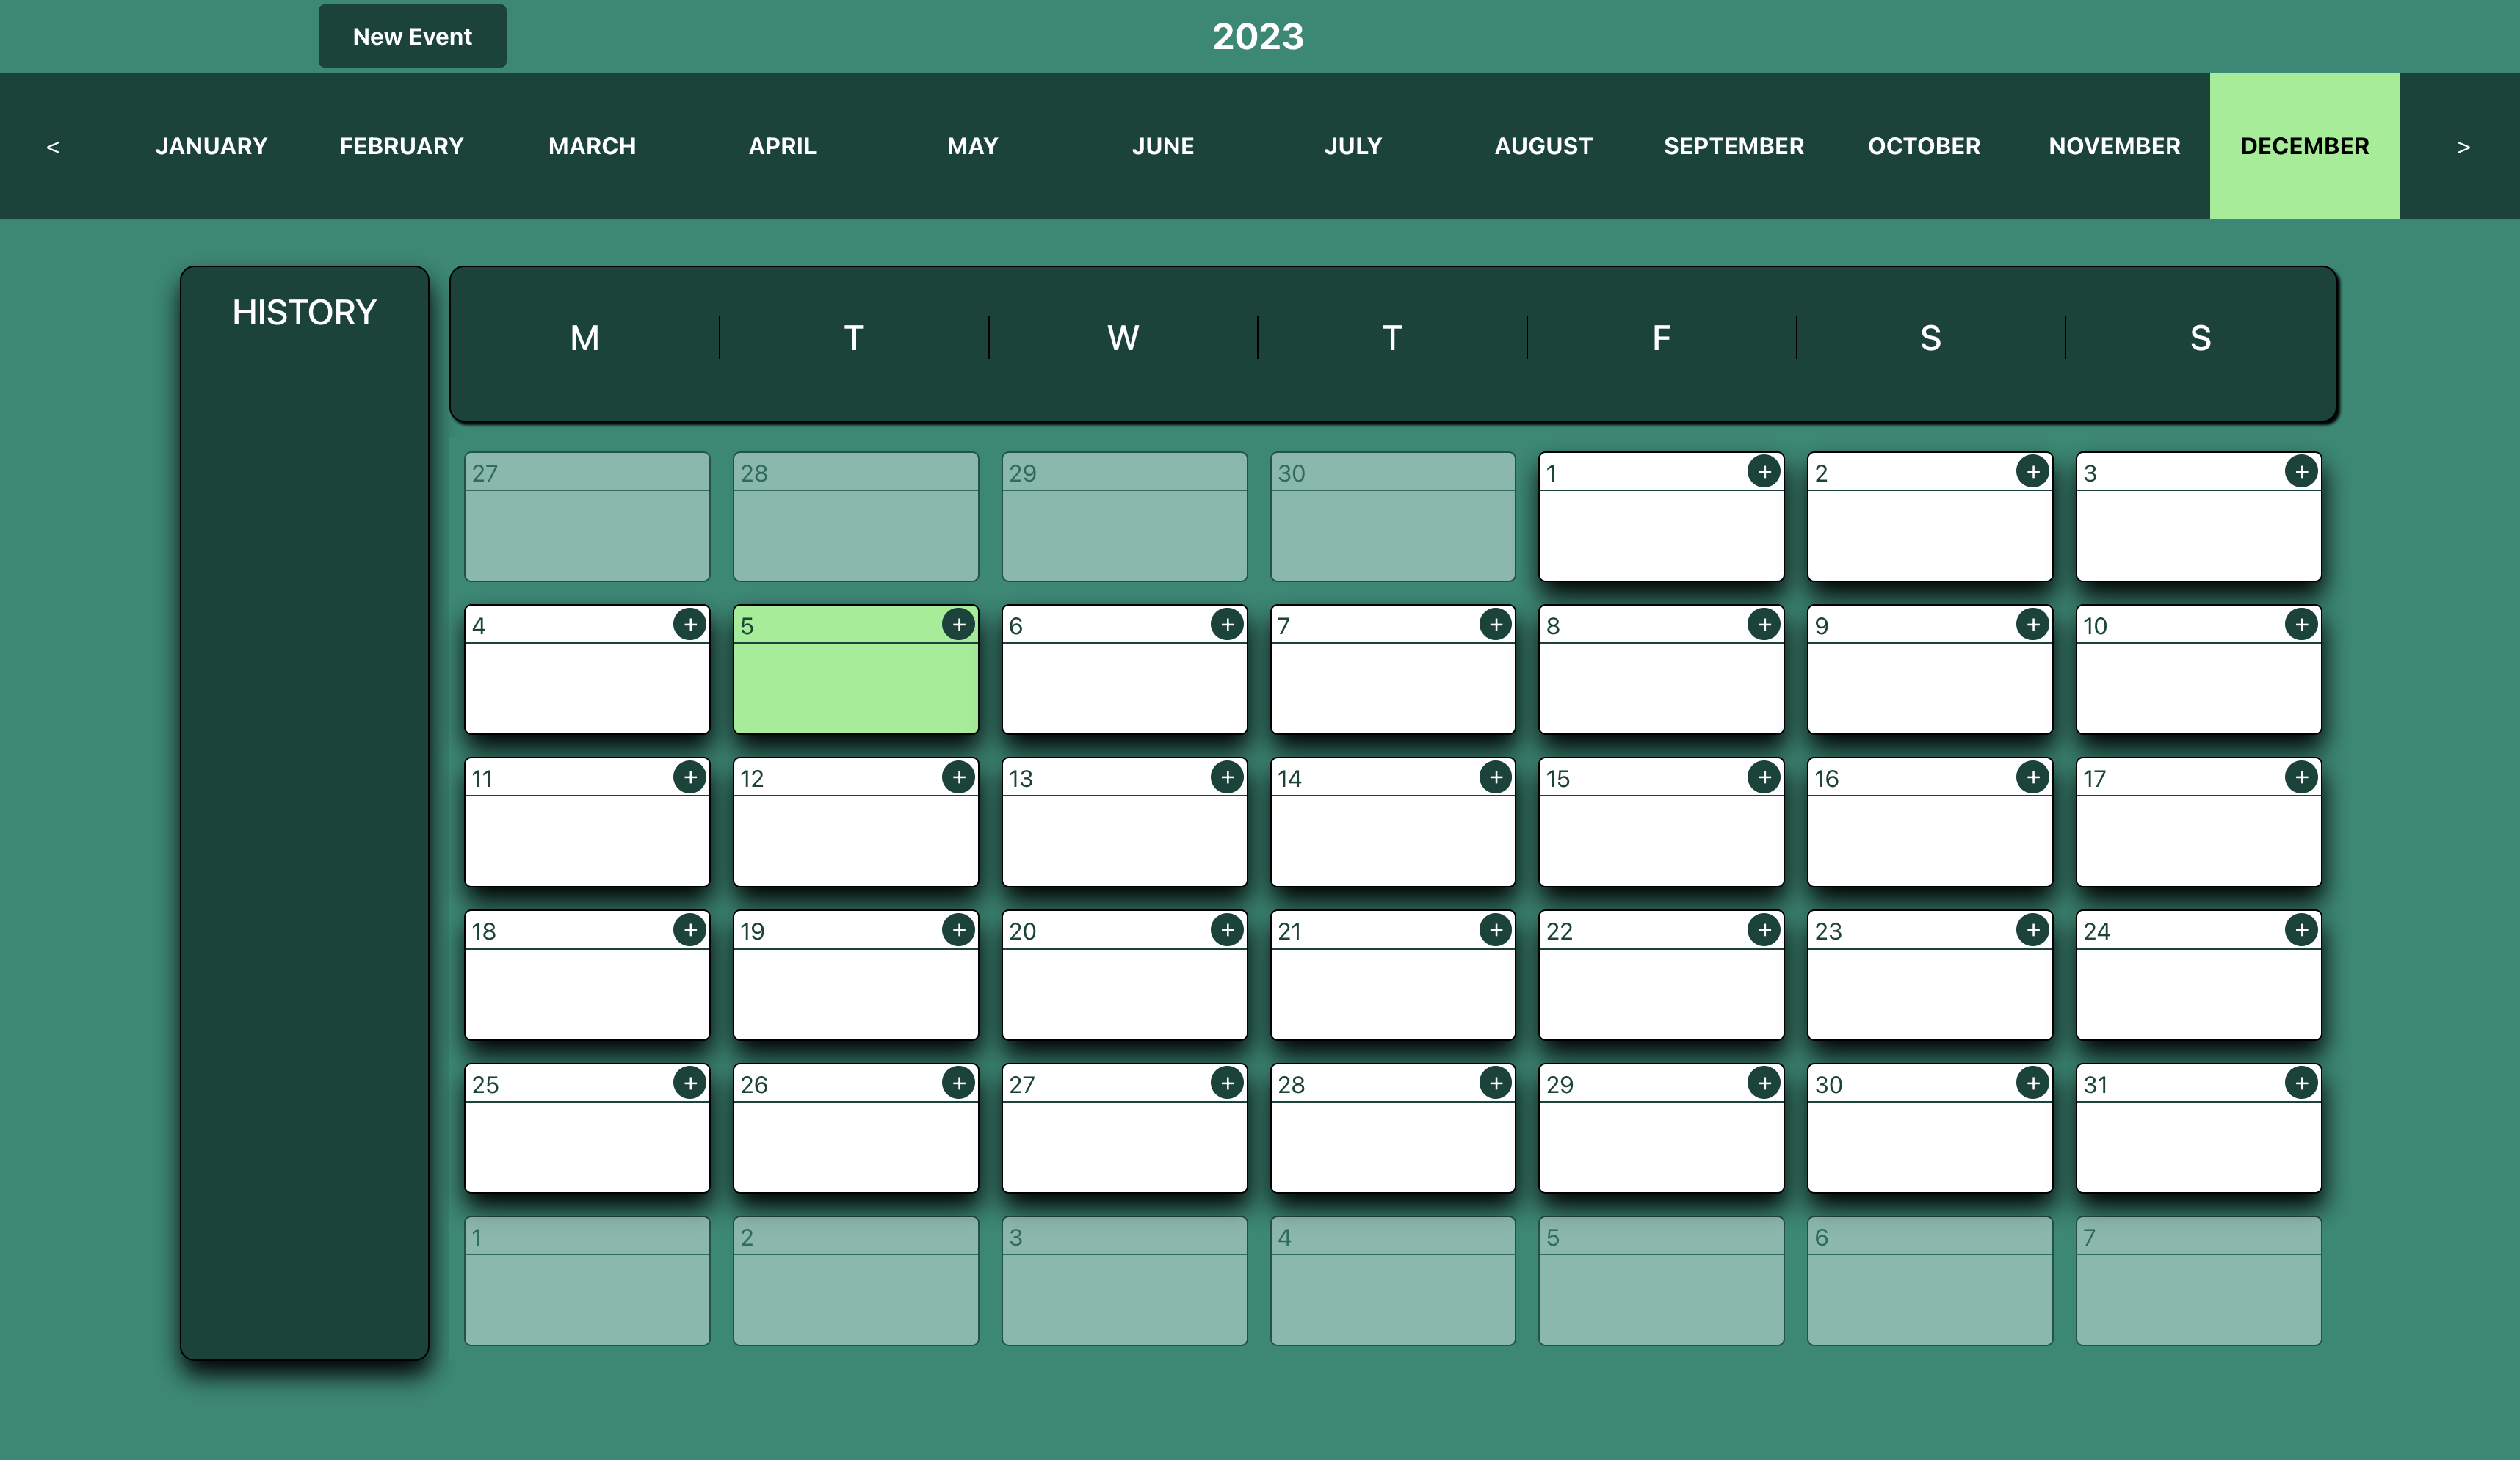 New Event 2023
< JANUARY FEBRUARY MARCH APRIL MAY JUNE JULY AUGUST SEPTEMBER OCTOBER NOVEMBER DECEMBER >
HISTORY
M T W T F S S
27 28 29 30 1 + 2 + 3 +
4 + 5 + 6 + 7 + 8 + 9 + 10 +
11 + 12 + 13 + 14 + 15 + 16 + 17 +
18 + 19 + 20 + 21 + 22 + 23 + 24 +
25 + 26 + 27 + 28 + 29 + 30 + 31 +
1 2 3 4 5 6 7